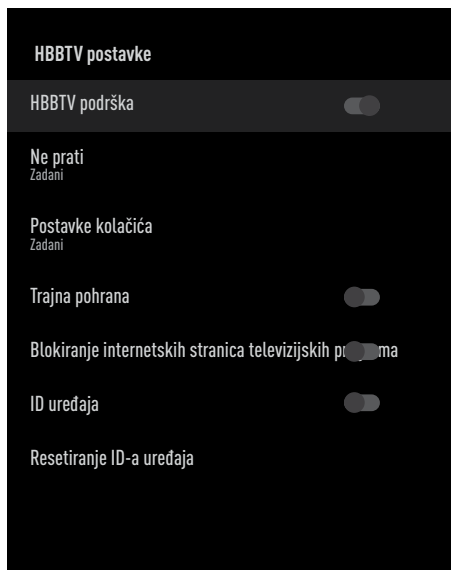 HBBTV postavke
HBBTV podrška
Ne prati
Zadani
Postavke kolačića
Zadani
Trajna pohrana
Blokiranje internetskih stranica televizijskih
ID uređaja
Resetiranje ID-a uređaja